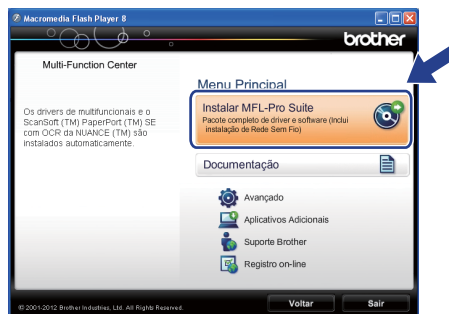 Macromedia Flash Player 8
brother
Multi-Function Center
Os drivers de multifuncionais e o
ScanSoft (TM) PaperPort (TM) SE
com OCR da NUANCE (TM) são
instalados automaticamente.
Menu Principal
Instalar MFL-Pro Suite
Pacote completo de driver e software (Inclui
instalação de Rede Sem Fio)
Documentação
Avançado
Aplicativos Adicionais
Suporte Brother
Registro on-line
© 2001-2012 Brother Industries, Ltd. All Rights Reserved.
Voltar
Sair